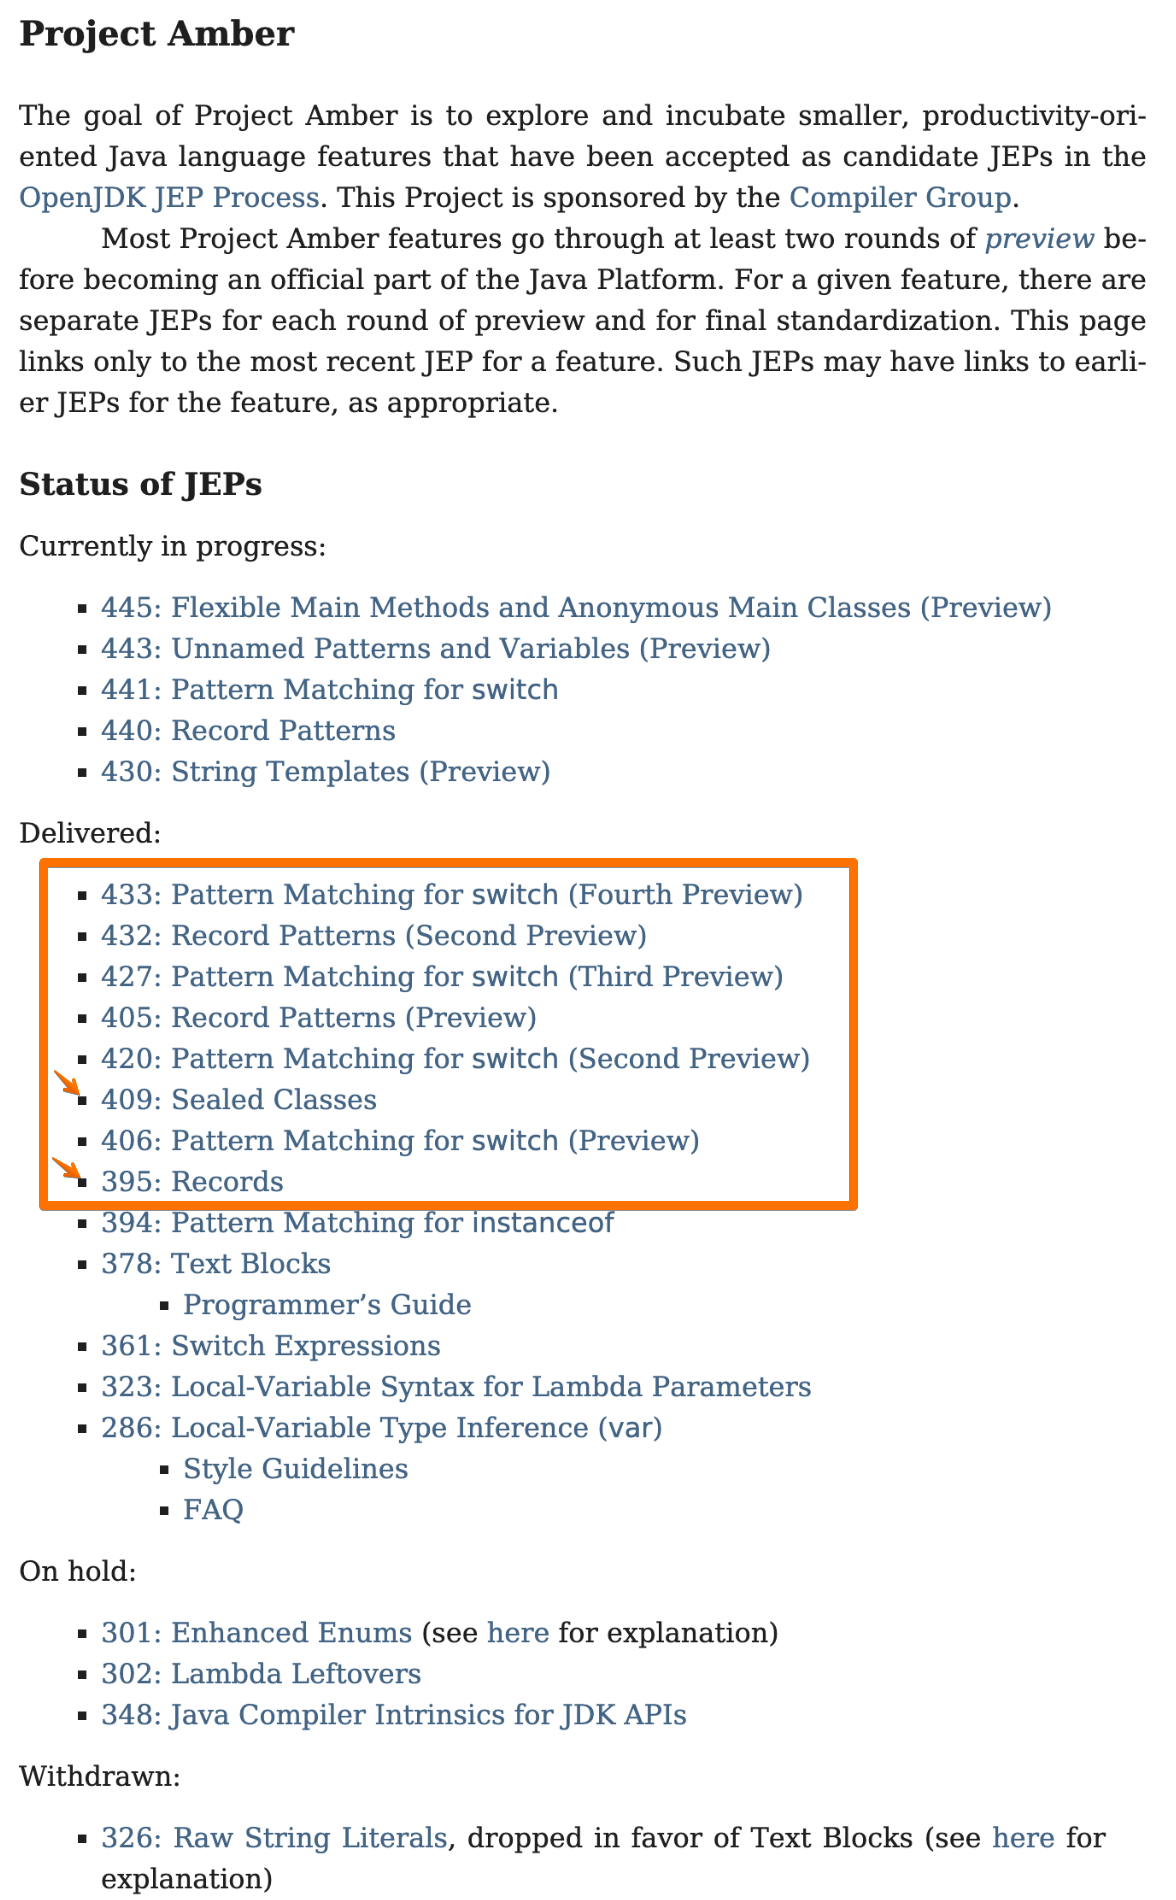 Project Amber
The goal of Project Amber is to explore and incubate smaller, productivity-ori-
ented Java language features that have been accepted as candidate JEPs in the
OpenJDK JEP Process. This Project is sponsored by the Compiler Group.
Most Project Amber features go through at least two rounds of preview be-
fore becoming an official part of the Java Platform. For a given feature, there are
separate JEPs for each round of preview and for final standardization. This page
links only to the most recent JEP for a feature. Such JEPs may have links to earli-
er JEPs for the feature, as appropriate.
Status of JEPs
Currently in progress:
▪ 445: Flexible Main Methods and Anonymous Main Classes (Preview)
▪ 443: Unnamed Patterns and Variables (Preview)
▪ 441: Pattern Matching for switch
▪ 440: Record Patterns
▪ 430: String Templates (Preview)
Delivered:
▪ 433: Pattern Matching for switch (Fourth Preview)
▪ 432: Record Patterns (Second Preview)
▪ 427: Pattern Matching for switch (Third Preview)
▪ 405: Record Patterns (Preview)
▪ 420: Pattern Matching for switch (Second Preview)
▪ 409: Sealed Classes
▪ 406: Pattern Matching for switch (Preview)
▪ 395: Records
▪ 394: Pattern Matching for instanceof
▪ 378: Text Blocks
▪ Programmer’s Guide
▪ 361: Switch Expressions
▪ 323: Local-Variable Syntax for Lambda Parameters
▪ 286: Local-Variable Type Inference (var)
▪ Style Guidelines
▪ FAQ
On hold:
▪ 301: Enhanced Enums (see here for explanation)
▪ 302: Lambda Leftovers
▪ 348: Java Compiler Intrinsics for JDK APIs
Withdrawn:
▪ 326: Raw String Literals, dropped in favor of Text Blocks (see here for
explanation)